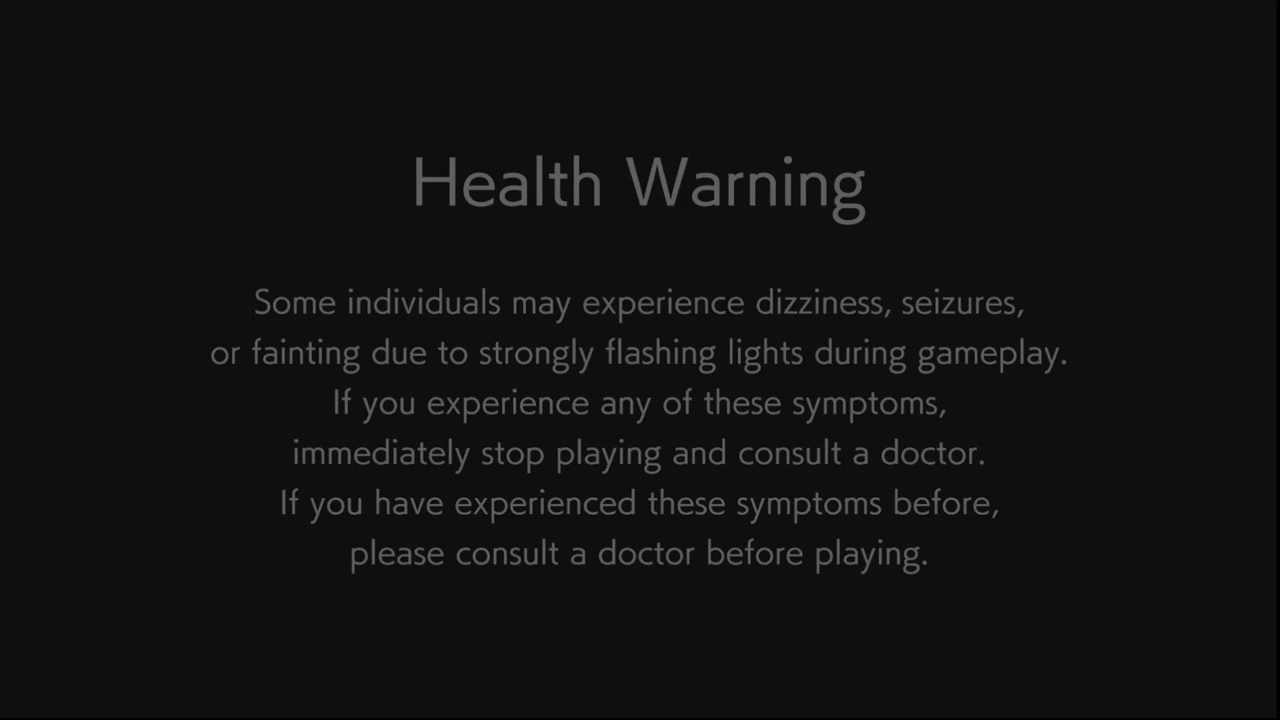 Health Warning
Some individuals may experience dizziness, seizures,
or fainting due to strongly flashing lights during gameplay.
If you experience any of these symptoms,
immediately stop playing and consult a doctor.
If you have experienced these symptoms before,
please consult a doctor before playing.